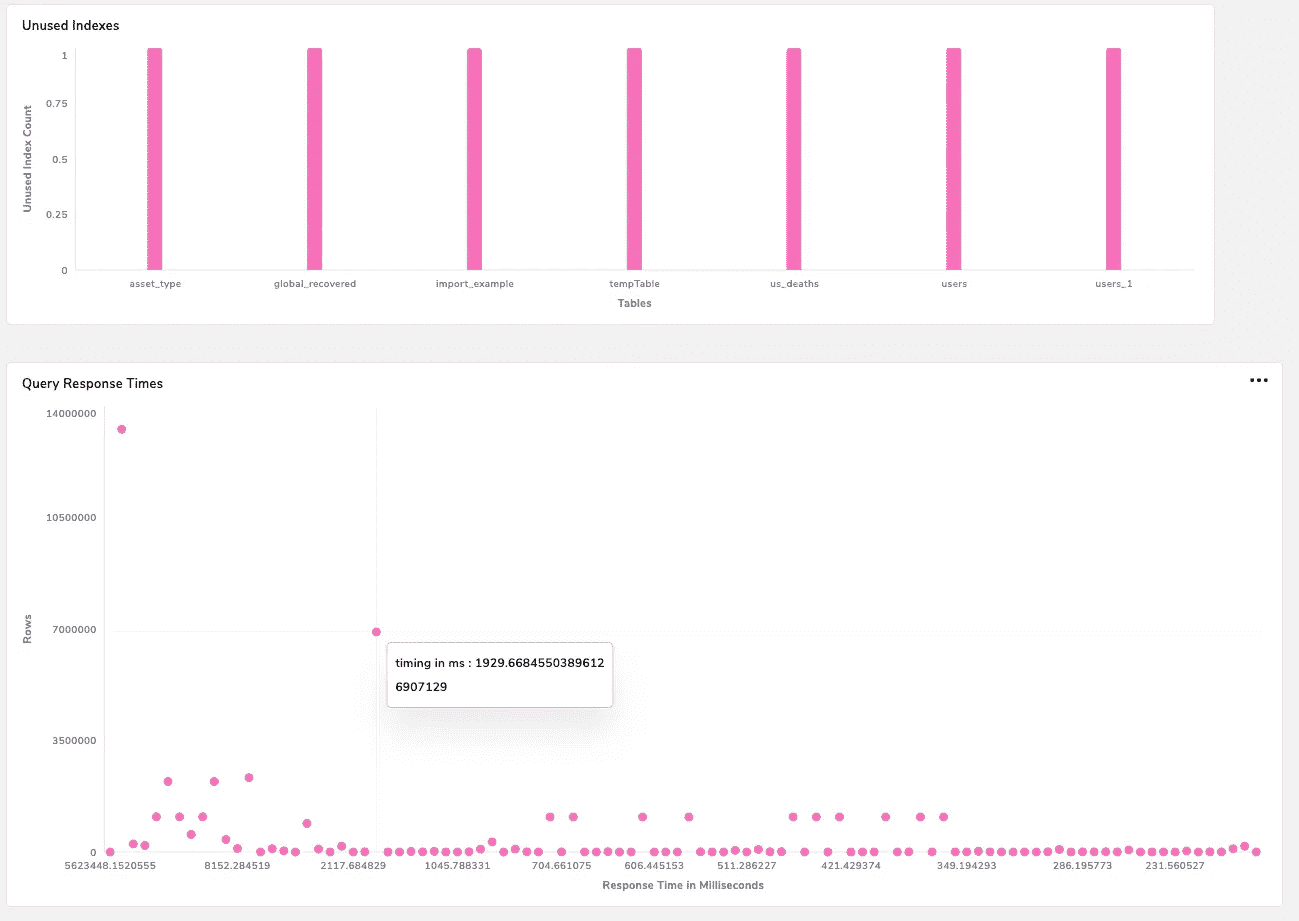 Unused Indexes
Unused Index Count
1
0.75
0.5
0.25
0
asset_type global_recovered import_example tempTable us_deaths users users_1
Tables
Query Response Times
Rows
14000000
10500000
7000000
3500000
0
timing in ms : 1929.6684550389612
6907129
5623448.1520555 8152.284519 2117.684829 1045.788331 704.661075 606.445153 511.286227 421.429374 349.194293 286.195773 231.560527
Response Time in Milliseconds